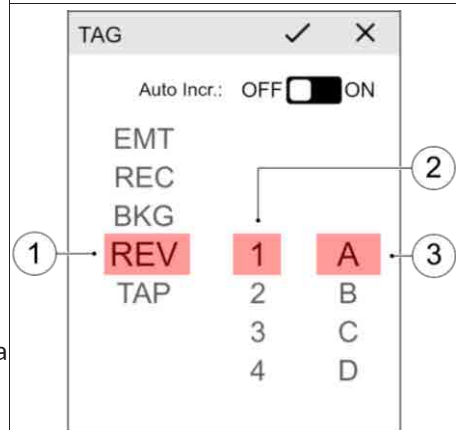 TAG ✓ ✕
Auto Incr.: OFF ON
EMT
REC
BKG
REV 1 A
TAP 2 B
3 C
4 D
1
2
3
a